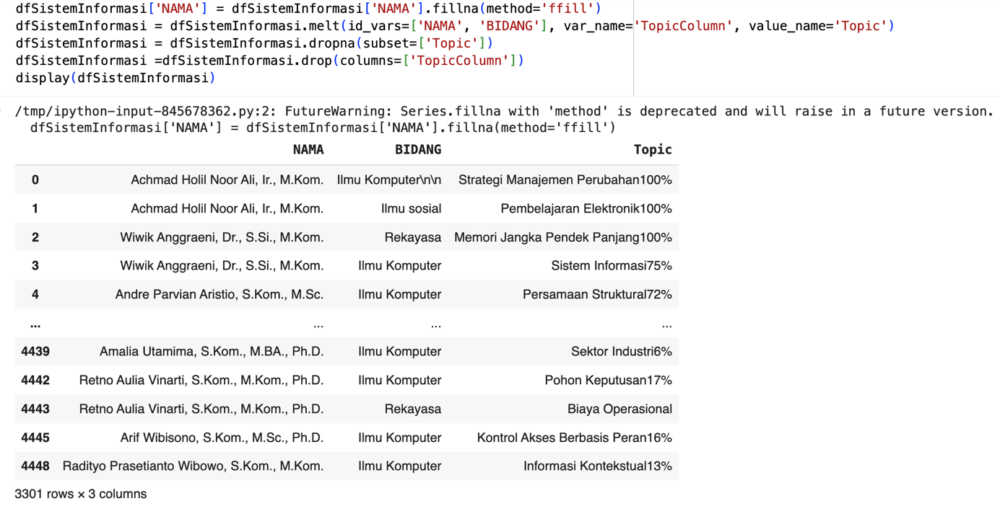 dfSistemInformasi['NAMA'] = dfSistemInformasi['NAMA'].fillna(method='ffill')
dfSistemInformasi = dfSistemInformasi.melt(id_vars=['NAMA', 'BIDANG'], var_name='TopicColumn', value_name='Topic')
dfSistemInformasi = dfSistemInformasi.dropna(subset=['Topic'])
dfSistemInformasi =dfSistemInformasi.drop(columns=['TopicColumn'])
display(dfSistemInformasi)
/tmp/ipython-input-845678362.py:2: FutureWarning: Series.fillna with 'method' is deprecated and will raise in a future version.
dfSistemInformasi['NAMA'] = dfSistemInformasi['NAMA'].fillna(method='ffill')
NAMA BIDANG Topic
0 Achmad Holil Noor Ali, Ir., M.Kom. Ilmu Komputer\n\n Strategi Manajemen Perubahan100%
1 Achmad Holil Noor Ali, Ir., M.Kom. Ilmu sosial Pembelajaran Elektronik100%
2 Wiwik Anggraeni, Dr., S.Si., M.Kom. Rekayasa Memori Jangka Pendek Panjang100%
3 Wiwik Anggraeni, Dr., S.Si., M.Kom. Ilmu Komputer Sistem Informasi75%
4 Andre Parvian Aristio, S.Kom., M.Sc. Ilmu Komputer Persamaan Struktural72%
... ... ... ...
4439 Amalia Utamima, S.Kom., M.BA., Ph.D. Ilmu Komputer Sektor Industri6%
4442 Retno Aulia Vinarti, S.Kom., M.Kom., Ph.D. Ilmu Komputer Pohon Keputusan17%
4443 Retno Aulia Vinarti, S.Kom., M.Kom., Ph.D. Rekayasa Biaya Operasional
4445 Arif Wibisono, S.Kom., M.Sc., Ph.D. Ilmu Komputer Kontrol Akses Berbasis Peran16%
4448 Radityo Prasetianto Wibowo, S.Kom., M.Kom. Ilmu Komputer Informasi Kontekstual13%
3301 rows × 3 columns